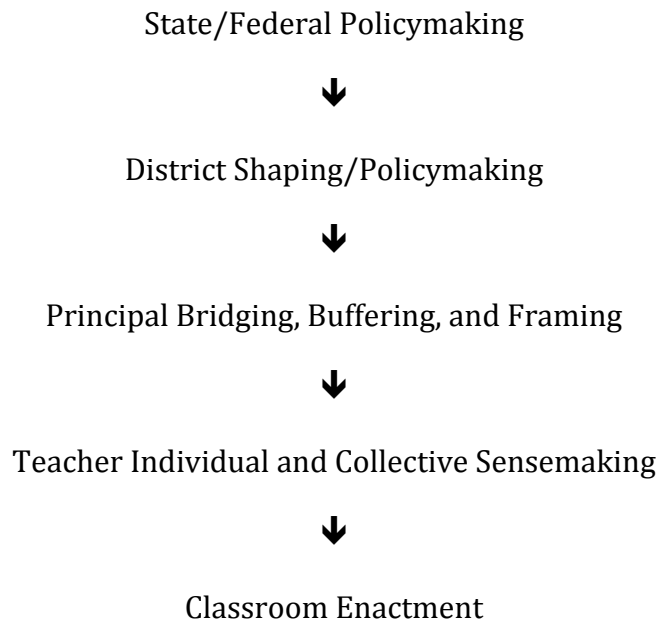 State/Federal Policymaking
District Shaping/Policymaking
Principal Bridging, Buffering, and Framing
Teacher Individual and Collective Sensemaking
Classroom Enactment